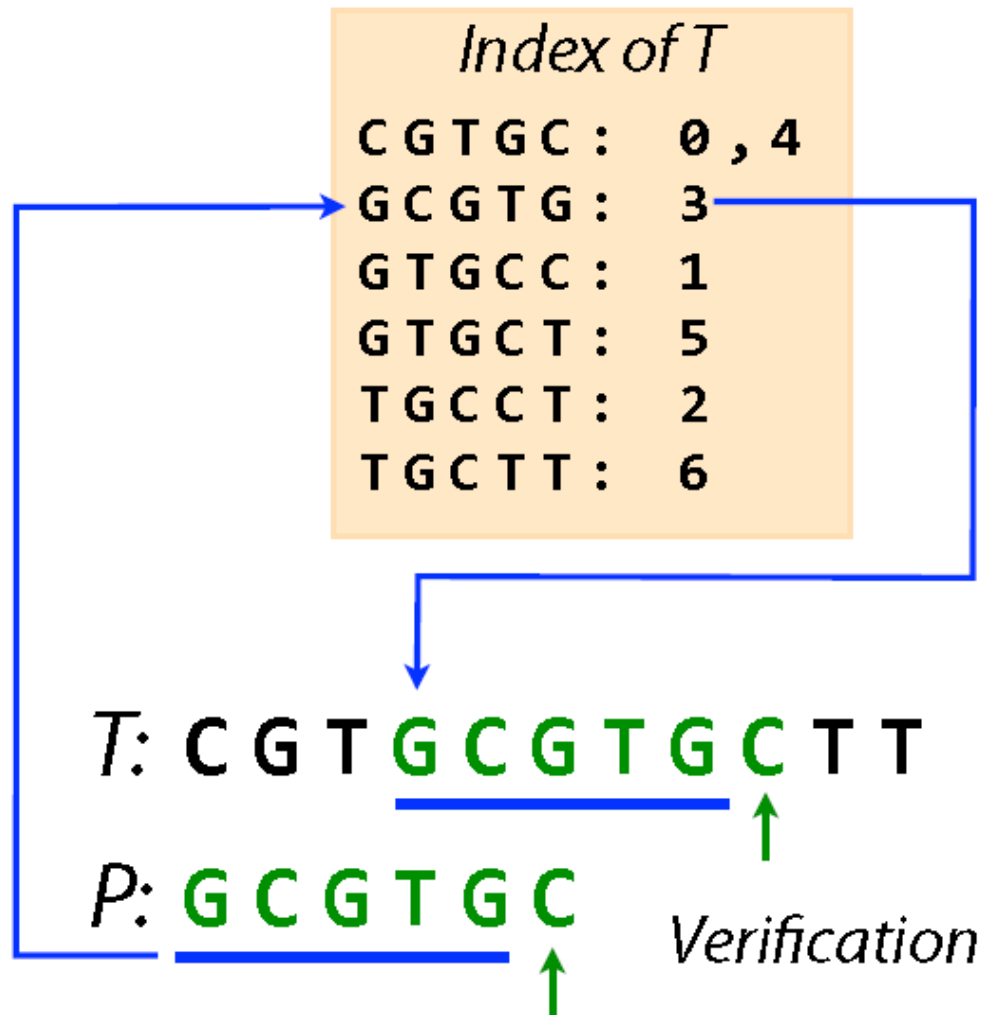 Index of T
CGTGC: 0,4
GCGTG: 3
GTGCC: 1
GTGCT: 5
TGCCT: 2
TGCTT: 6
T: CGTGCGTGCTT
P: GCGTGC
Verification